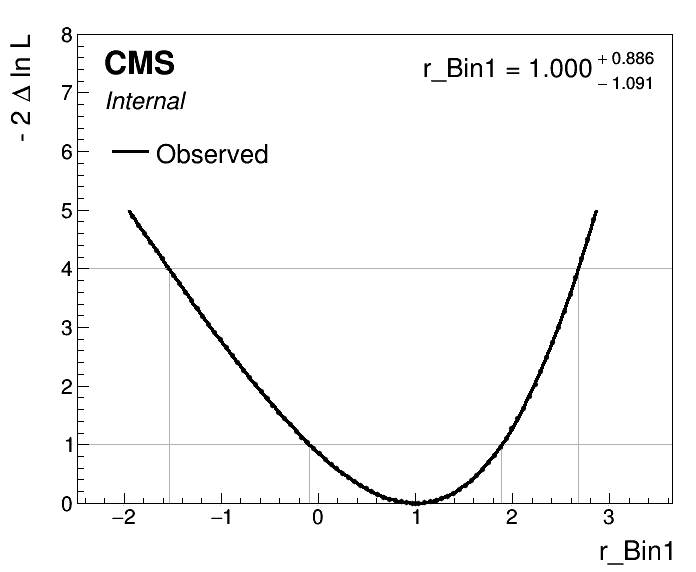 - 2 Δ ln L
8
7
6
5
4
3
2
1
0
CMS
Internal
r_Bin1 = 1.000 + 0.886 − 1.091
Observed
−2 −1 0 1 2 3
r_Bin1